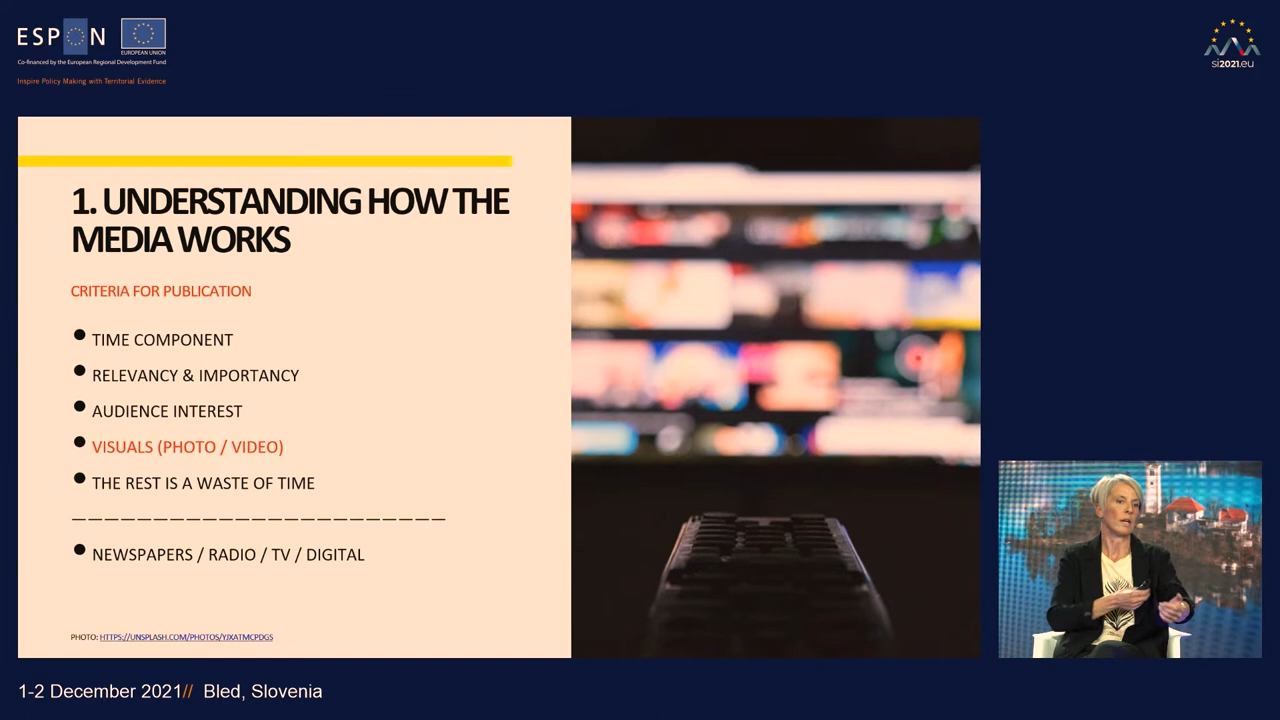 ESPON
EUROPEAN UNION
Co-financed by the European Regional Development Fund
Inspire Policy Making with Territorial Evidence
si2021.eu
1. UNDERSTANDING HOW THE
MEDIA WORKS
CRITERIA FOR PUBLICATION
● TIME COMPONENT
● RELEVANCY & IMPORTANCY
● AUDIENCE INTEREST
● VISUALS (PHOTO / VIDEO)
● THE REST IS A WASTE OF TIME
————————————————————————
● NEWSPAPERS / RADIO / TV / DIGITAL
PHOTO: HTTPS://UNSPLASH.COM/PHOTOS/YJXATMCPDGS
1-2 December 2021// Bled, Slovenia